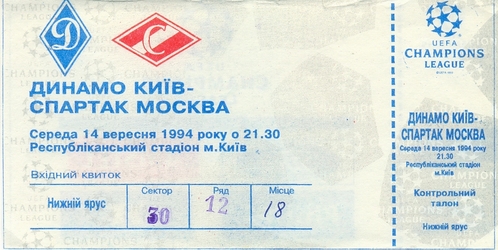 ДИНАМО КИЇВ-
СПАРТАК МОСКВА
Середа 14 вересня 1994 року о 21.30
Республіканський стадіон м.Київ
Вхідний квиток
Сектор Ряд Місце
Нижній ярус 30 12 18
UEFA
CHAMPIONS
LEAGUE
ДИНАМО КИЇВ-
СПАРТАК МОСКВА
Середа 14 вересня 1994 року
21.30
Республіканський стадіон
м.Київ
Контрольний
талон
Нижній ярус